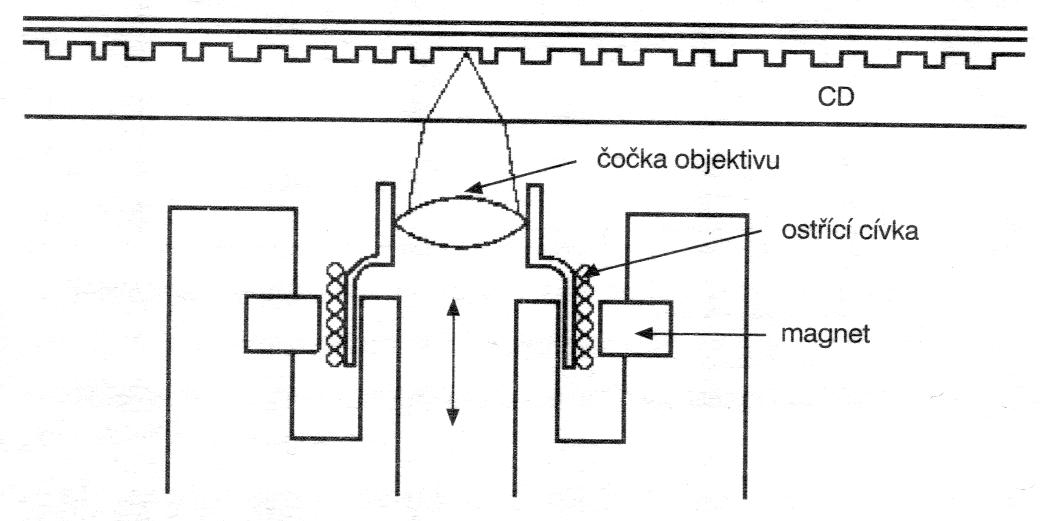 CD
čočka objektivu
ostřící cívka
magnet